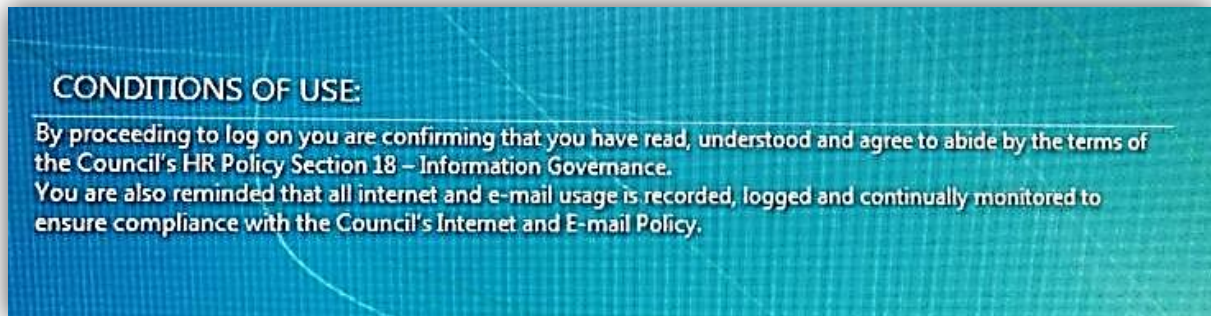 CONDITIONS OF USE:
By proceeding to log on you are confirming that you have read, understood and agree to abide by the terms of
the Council's HR Policy Section 18 – Information Governance.
You are also reminded that all internet and e-mail usage is recorded, logged and continually monitored to
ensure compliance with the Council's Internet and E-mail Policy.